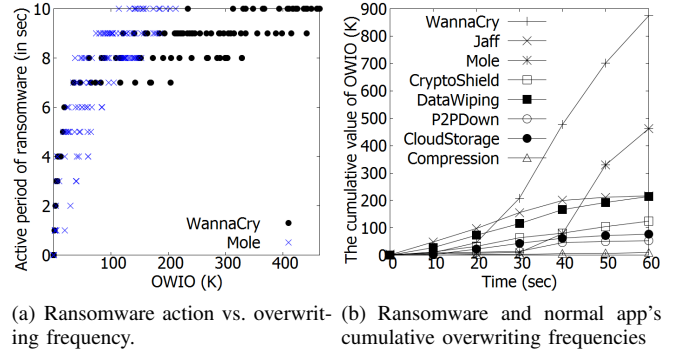 Active period of ransomware (in sec)
10
8
6
4
2
0
100
200
300
400
OWIO (K)
WannaCry
Mole
The cumulative value of OWIO (K)
900
800
700
600
500
400
300
200
100
0
0
10
20
30
40
50
60
Time (sec)
WannaCry
Jaff
Mole
CryptoShield
DataWiping
P2PDown
CloudStorage
Compression
(a) Ransomware action vs. overwrit-
ing frequency.
(b) Ransomware and normal app's
cumulative overwriting frequencies